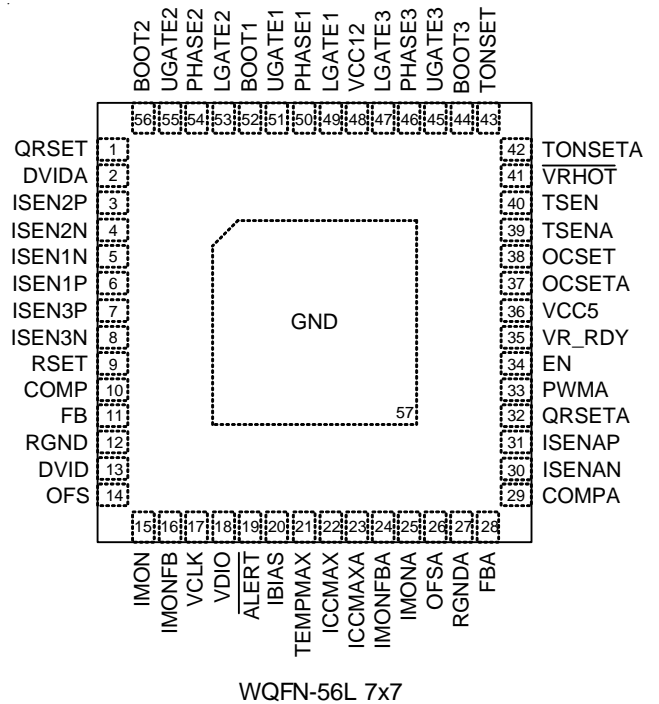 BOOT2
UGATE2
PHASE2
LGATE2
BOOT1
UGATE1
PHASE1
LGATE1
VCC12
LGATE3
PHASE3
UGATE3
BOOT3
TONSET
56 55 54 53 52 51 50 49 48 47 46 45 44 43
QRSET 1
DVIDA 2
ISEN2P 3
ISEN2N 4
ISEN1N 5
ISEN1P 6
ISEN3P 7
ISEN3N 8
RSET 9
COMP 10
FB 11
RGND 12
DVID 13
OFS 14
GND
57
42 TONSETA
41 VRHOT
40 TSEN
39 TSENA
38 OCSET
37 OCSETA
36 VCC5
35 VR_RDY
34 EN
33 PWMA
32 QRSETA
31 ISENAP
30 ISENAN
29 COMPA
15 16 17 18 19 20 21 22 23 24 25 26 27 28
IMON
IMONFB
VCLK
VDIO
ALERT
IBIAS
TEMPMAX
ICCMAX
ICCMAXA
IMONFBA
IMONA
OFSA
RGNDA
FBA
WQFN-56L 7x7